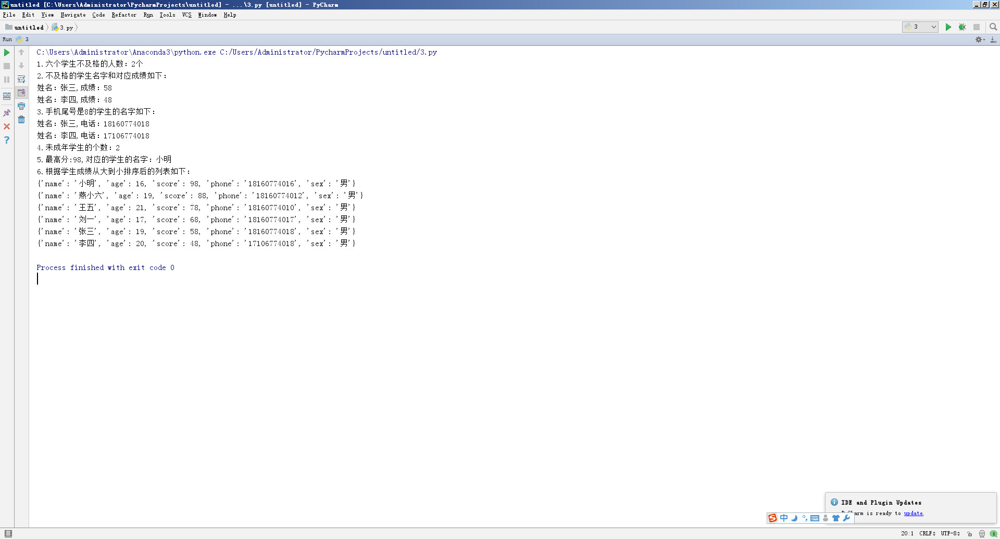 untitled [C:\Users\Administrator\PycharmProjects\untitled] - ...\3.py [untitled] - PyCharm
File Edit View Navigate Code Refactor Run Tools VCS Window Help
untitled 3.py 3
Run 3
C:\Users\Administrator\Anaconda3\python.exe C:/Users/Administrator/PycharmProjects/untitled/3.py
1.六个学生不及格的人数：2个
2.不及格的学生名字和对应成绩如下：
姓名：张三,成绩：58
姓名：李四,成绩：48
3.手机尾号是8的学生的名字如下：
姓名：张三,电话：18160774018
姓名：李四,电话：17106774018
4.未成年学生的个数：2
5.最高分:98,对应的学生的名字：小明
6.根据学生成绩从大到小排序后的列表如下：
{'name': '小明', 'age': 16, 'score': 98, 'phone': '18160774016', 'sex': '男'}
{'name': '燕小六', 'age': 19, 'score': 88, 'phone': '18160774012', 'sex': '男'}
{'name': '王五', 'age': 21, 'score': 78, 'phone': '18160774010', 'sex': '男'}
{'name': '刘一', 'age': 17, 'score': 68, 'phone': '18160774017', 'sex': '男'}
{'name': '张三', 'age': 19, 'score': 58, 'phone': '18160774018', 'sex': '男'}
{'name': '李四', 'age': 20, 'score': 48, 'phone': '17106774018', 'sex': '男'}
Process finished with exit code 0
IDE and Plugin Updates
is ready to update.
中
20:1 CRLF UTF-8 1